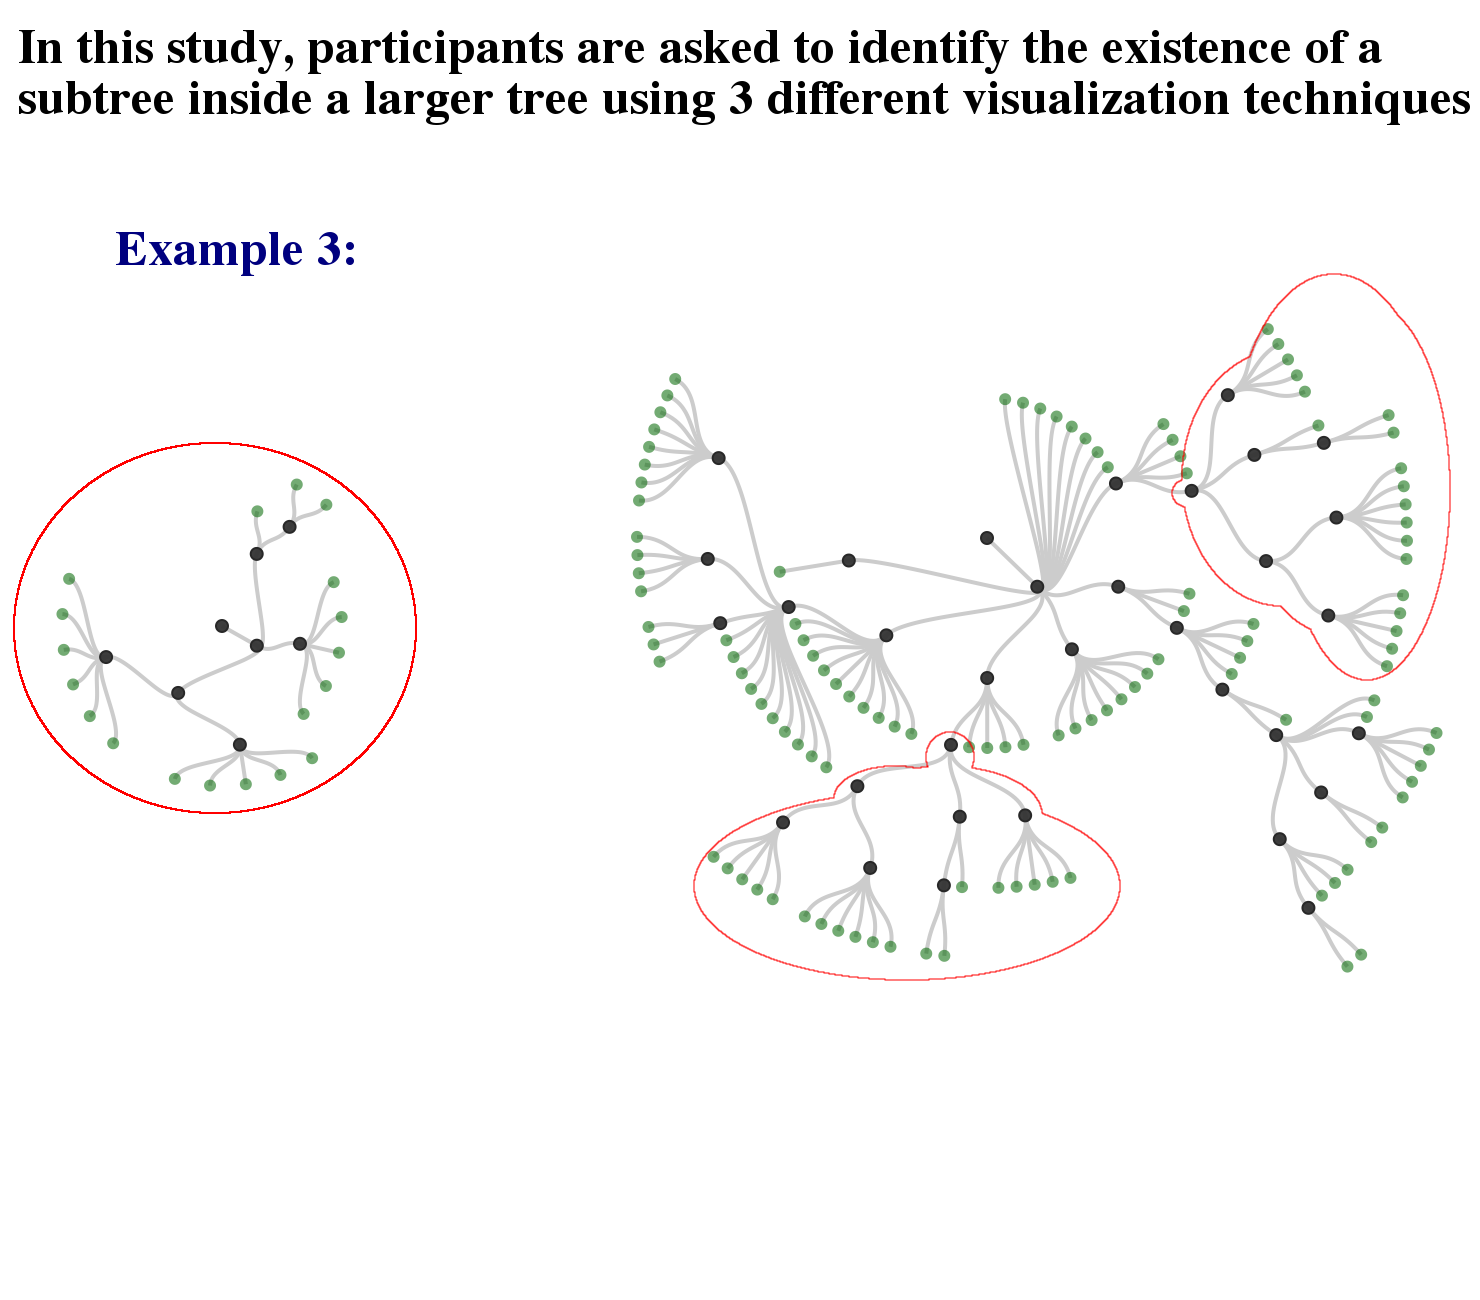 In this study, participants are asked to identify the existence of a
subtree inside a larger tree using 3 different visualization techniques
Example 3: